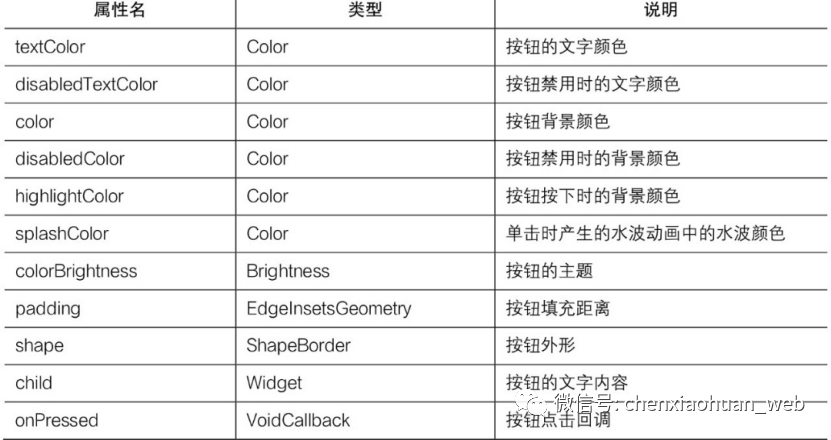 属性名 类型 说明
textColor Color 按钮的文字颜色
disabledTextColor Color 按钮禁用时的文字颜色
color Color 按钮背景颜色
disabledColor Color 按钮禁用时的背景颜色
highlightColor Color 按钮按下时的背景颜色
splashColor Color 单击时产生的水波动画中的水波颜色
colorBrightness Brightness 按钮的主题
padding EdgeInsetsGeometry 按钮填充距离
shape ShapeBorder 按钮外形
child Widget 按钮的文字内容
微信号: chenxiaohuan_web
onPressed VoidCallback 按钮点击回调